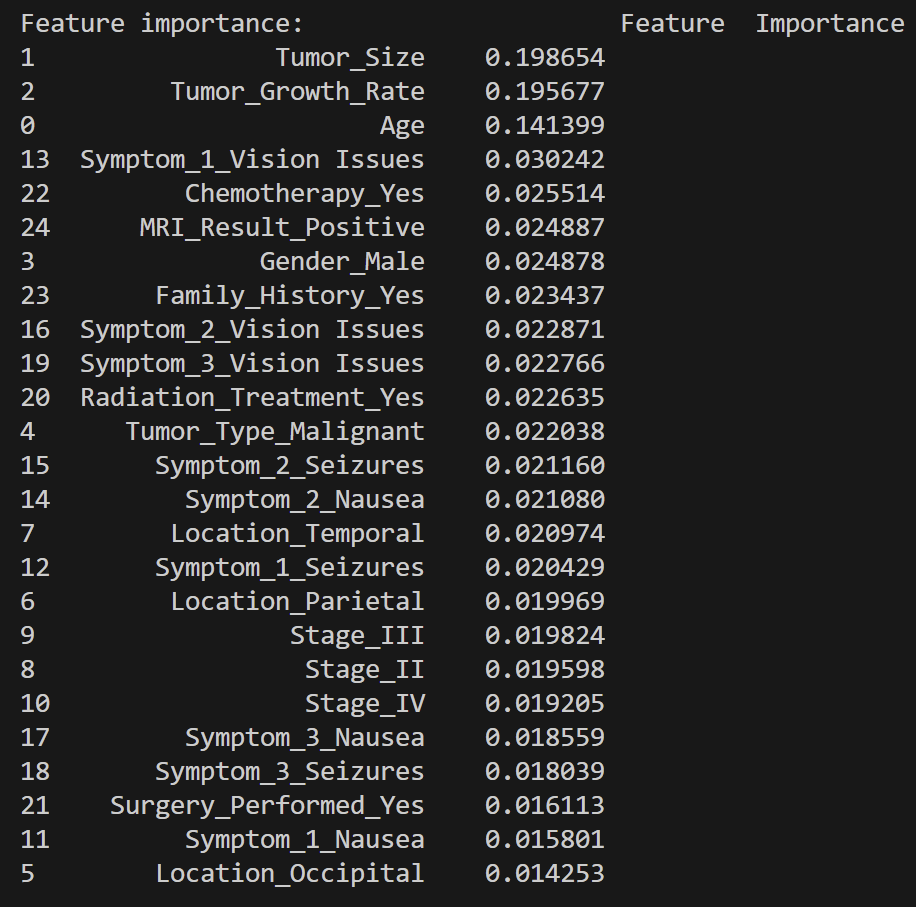 Feature importance:                     Feature  Importance
1                Tumor_Size    0.198654
2         Tumor_Growth_Rate    0.195677
0                       Age    0.141399
13  Symptom_1_Vision Issues    0.030242
22         Chemotherapy_Yes    0.025514
24      MRI_Result_Positive    0.024887
3               Gender_Male    0.024878
23       Family_History_Yes    0.023437
16  Symptom_2_Vision Issues    0.022871
19  Symptom_3_Vision Issues    0.022766
20  Radiation_Treatment_Yes    0.022635
4      Tumor_Type_Malignant    0.022038
15       Symptom_2_Seizures    0.021160
14         Symptom_2_Nausea    0.021080
7         Location_Temporal    0.020974
12       Symptom_1_Seizures    0.020429
6         Location_Parietal    0.019969
9                 Stage_III    0.019824
8                  Stage_II    0.019598
10                 Stage_IV    0.019205
17         Symptom_3_Nausea    0.018559
18       Symptom_3_Seizures    0.018039
21    Surgery_Performed_Yes    0.016113
11         Symptom_1_Nausea    0.015801
5        Location_Occipital    0.014253